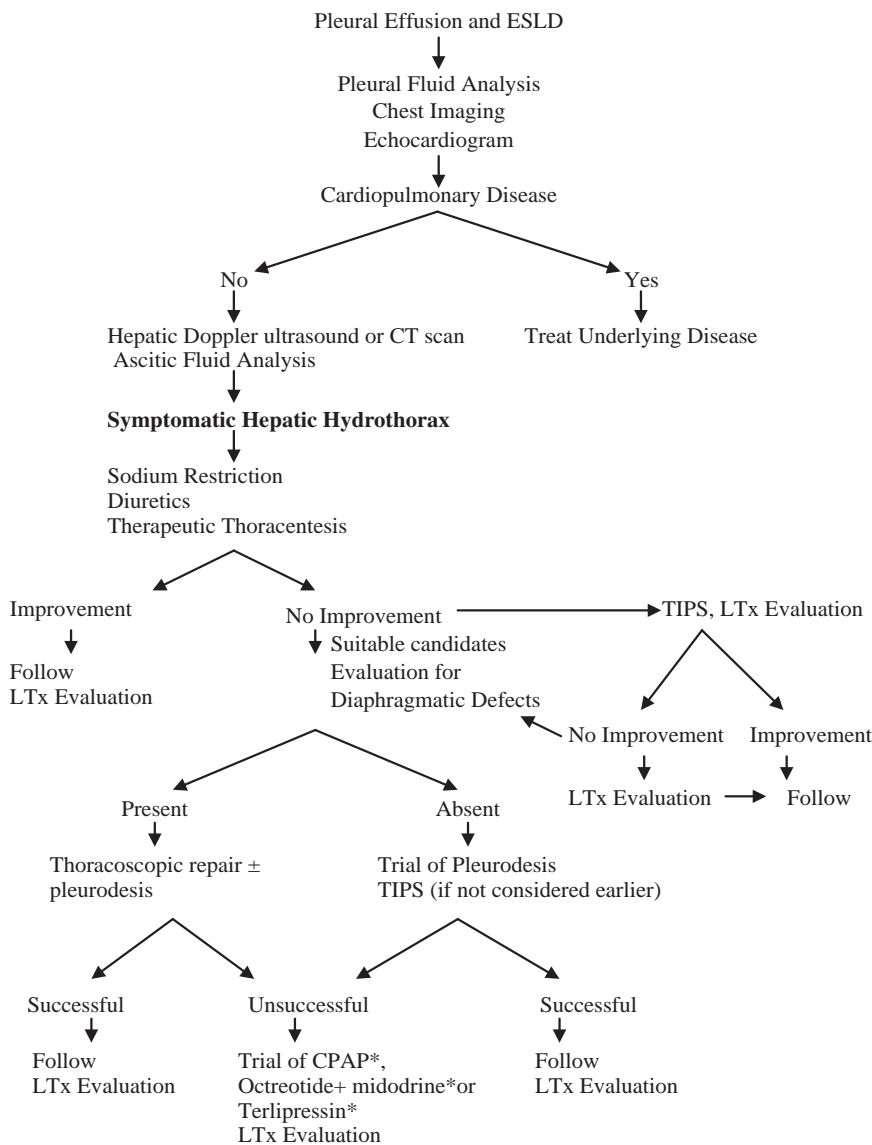 Pleural Effusion and ESLD
Pleural Fluid Analysis
Chest Imaging
Echocardiogram
Cardiopulmonary Disease
No
Yes
Hepatic Doppler ultrasound or CT scan
Ascitic Fluid Analysis
Treat Underlying Disease
Symptomatic Hepatic Hydrothorax
Sodium Restriction
Diuretics
Therapeutic Thoracentesis
Improvement
No Improvement
TIPS, LTx Evaluation
Follow
LTx Evaluation
Suitable candidates
Evaluation for
Diaphragmatic Defects
No Improvement
Improvement
LTx Evaluation
Follow
Present
Absent
Thoracoscopic repair ±
pleurodesis
Trial of Pleurodesis
TIPS (if not considered earlier)
Successful
Unsuccessful
Successful
Follow
LTx Evaluation
Trial of CPAP*,
Octreotide+ midodrine*or
Terlipressin*
LTx Evaluation
Follow
LTx Evaluation